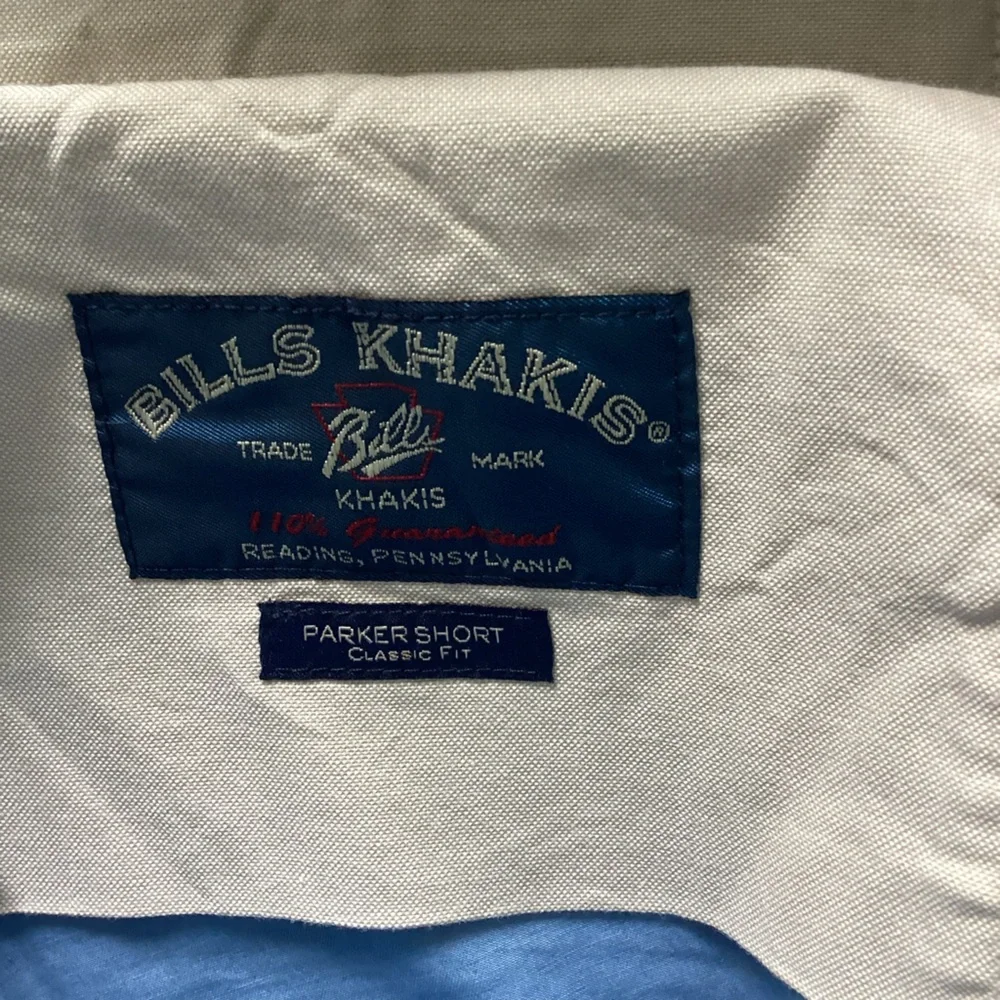 BILLS KHAKIS®
TRADE Bills MARK
KHAKIS
110% Guaranteed
READING, PENNSYLVANIA
PARKER SHORT
CLASSIC FIT